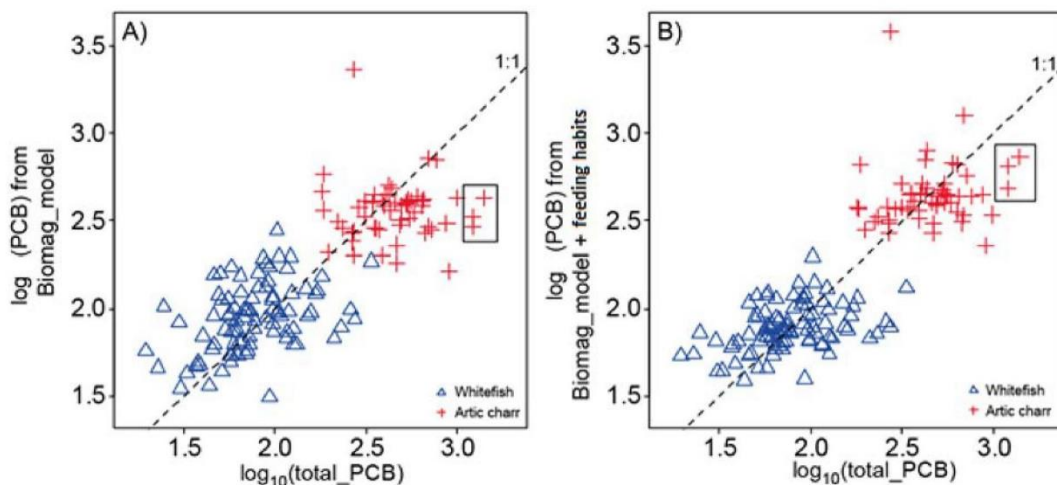 A)
1:1
3.5
3.0
2.5
2.0
1.5
log (PCB) from
Biomag_model
Whitefish
Artic charr
1.5 2.0 2.5 3.0
log10(total_PCB)
B)
1:1
3.5
3.0
2.5
2.0
1.5
log (PCB) from
Biomag_model + feeding habits
Whitefish
Artic charr
1.5 2.0 2.5 3.0
log10(total_PCB)